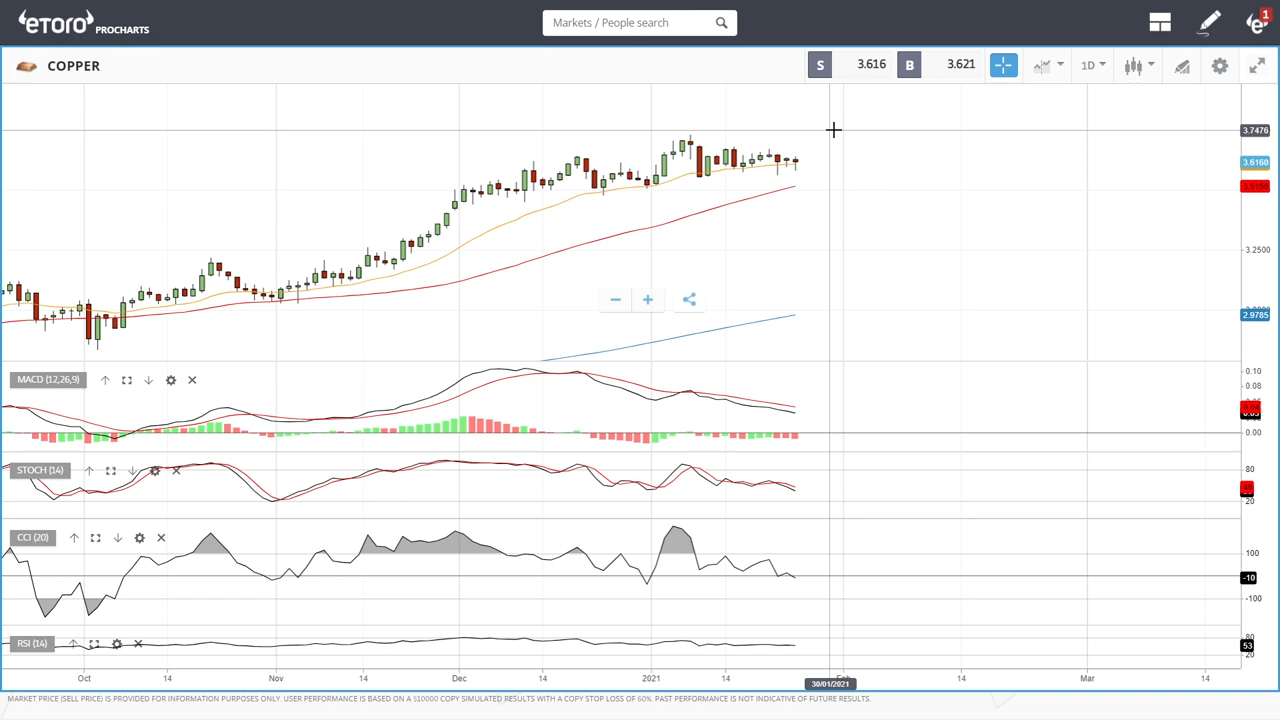 eTORO PROCHARTS
Markets / People search
1
COPPER
S 3.616 B 3.621
1D
3.7476
3.6160
3.2500
2.9785
MACD (12,26,9)
0.10
0.08
0.00
STOCH (14)
80
20
CCI (20)
100
-10
-100
RSI (14)
80
53
20
Oct 14 Nov 14 Dec 14 2021 14 Feb 14 Mar 14
30/01/2021
MARKET PRICE (SELL PRICE) IS PROVIDED FOR INFORMATION PURPOSES ONLY. USER PERFORMANCE IS BASED ON A $10000 COPY SIMULATED RESULTS WITH A COPY STOP LOSS OF 60%. PAST PERFORMANCE IS NOT INDICATIVE OF FUTURE RESULTS.